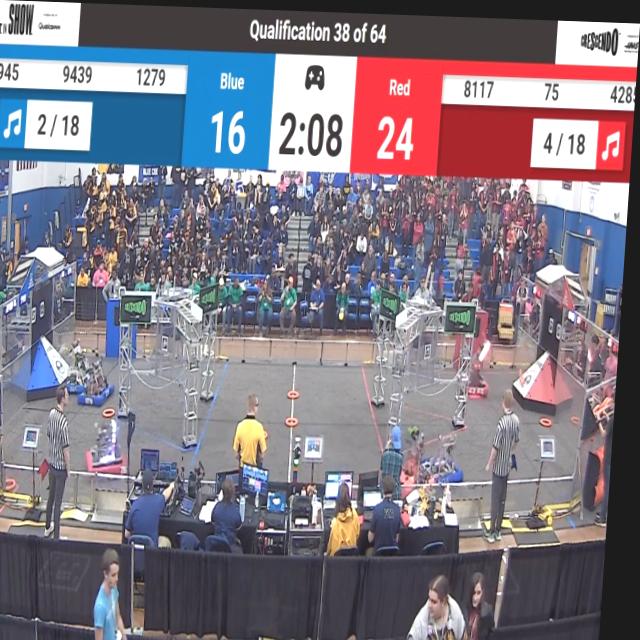 SHOW
Qualcomm
Qualification 38 of 64
CRESCENDO
945 9439 1279
Blue
Red
8117 75 4285
2 / 18
16
2:08
24
4 / 18